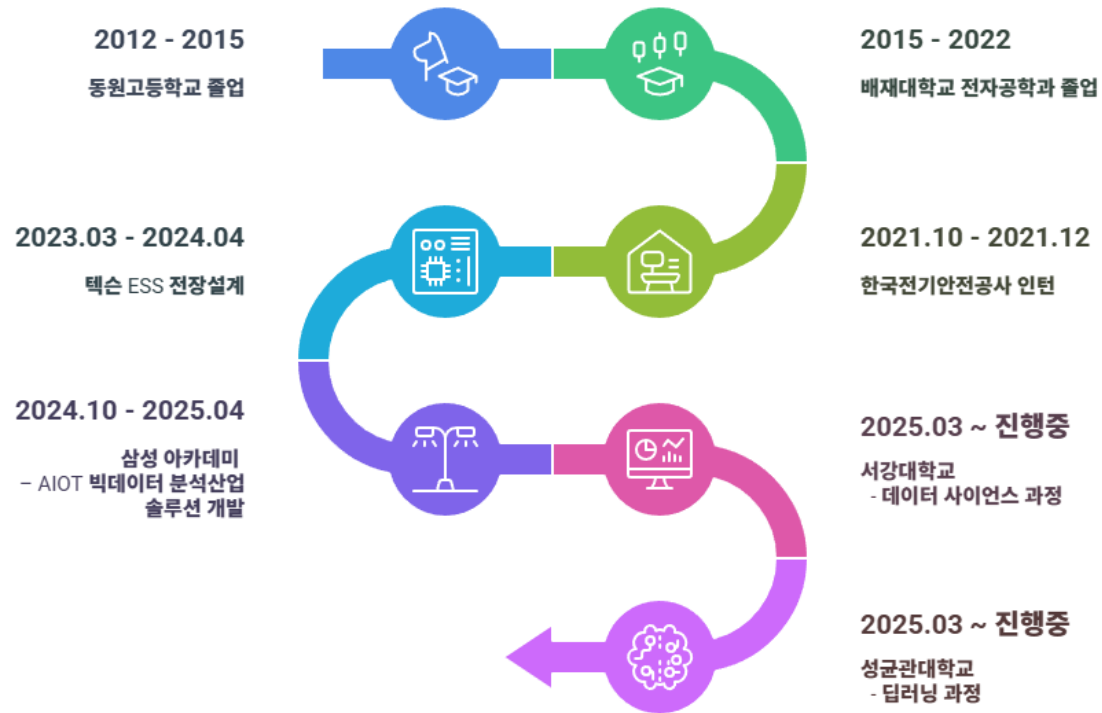 2012 - 2015
동원고등학교 졸업
2015 - 2022
배재대학교 전자공학과 졸업
2021.10 - 2021.12
한국전기안전공사 인턴
2023.03 - 2024.04
텍슨 ESS 전장설계
2024.10 - 2025.04
삼성 아카데미
– AIOT 빅데이터 분석산업
솔루션 개발
2025.03 ~ 진행중
서강대학교
- 데이터 사이언스 과정
2025.03 ~ 진행중
성균관대학교
- 딥러닝 과정